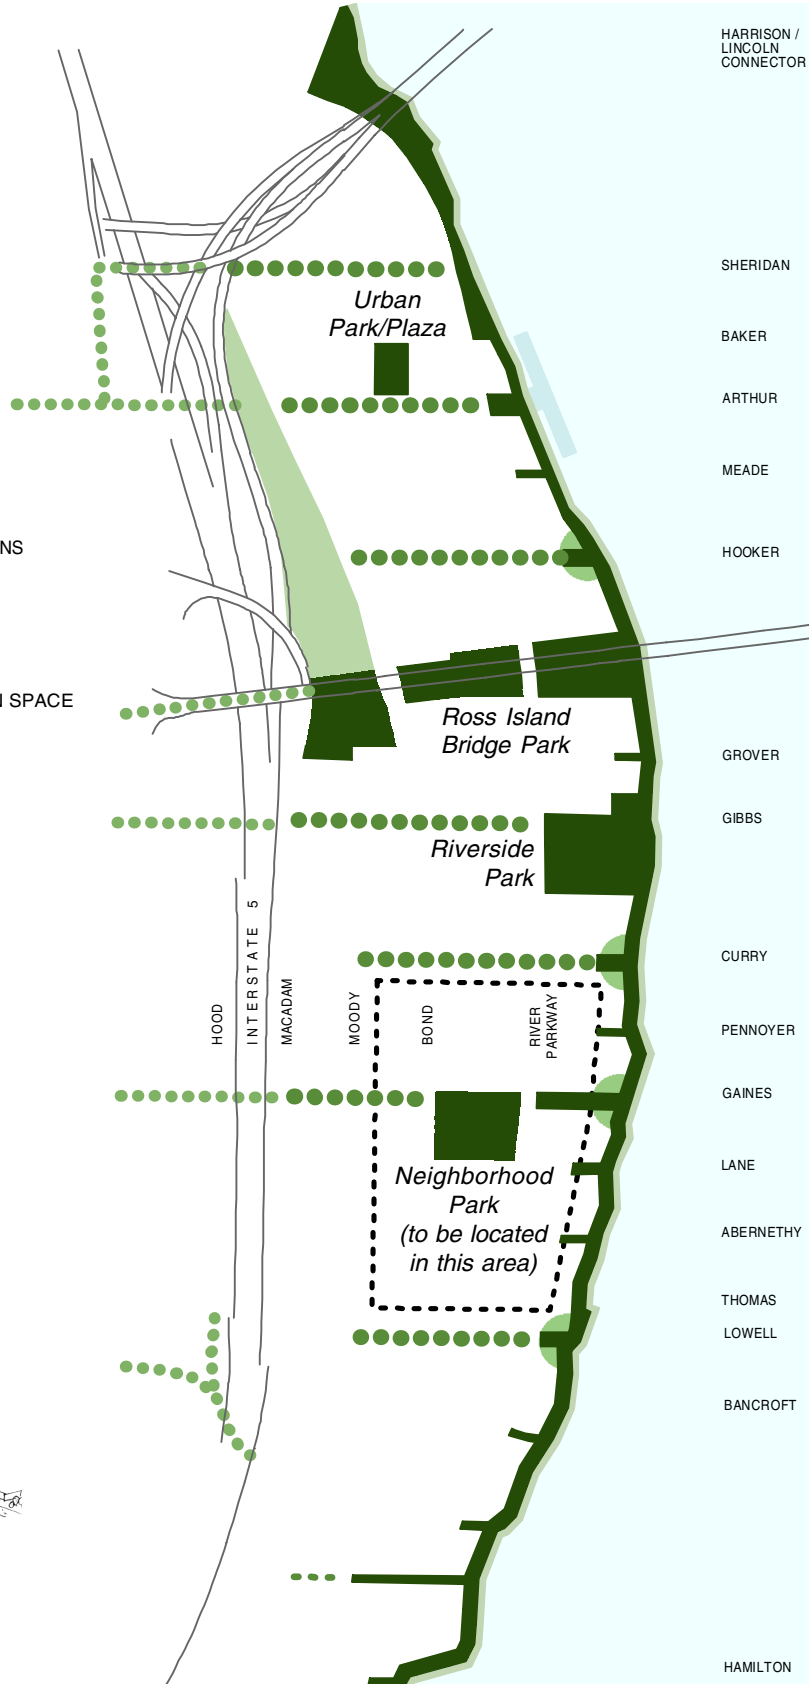 HARRISON /
LINCOLN
CONNECTOR
SHERIDAN
Urban
Park/Plaza
BAKER
ARTHUR
MEADE
NS
HOOKER
N SPACE
Ross Island
Bridge Park
GROVER
GIBBS
Riverside
Park
CURRY
HOOD
INTERSTATE 5
MACADAM
MOODY
BOND
RIVER
PARKWAY
PENNOYER
GAINES
LANE
Neighborhood
Park
(to be located
in this area)
ABERNETHY
THOMAS
LOWELL
BANCROFT
HAMILTON